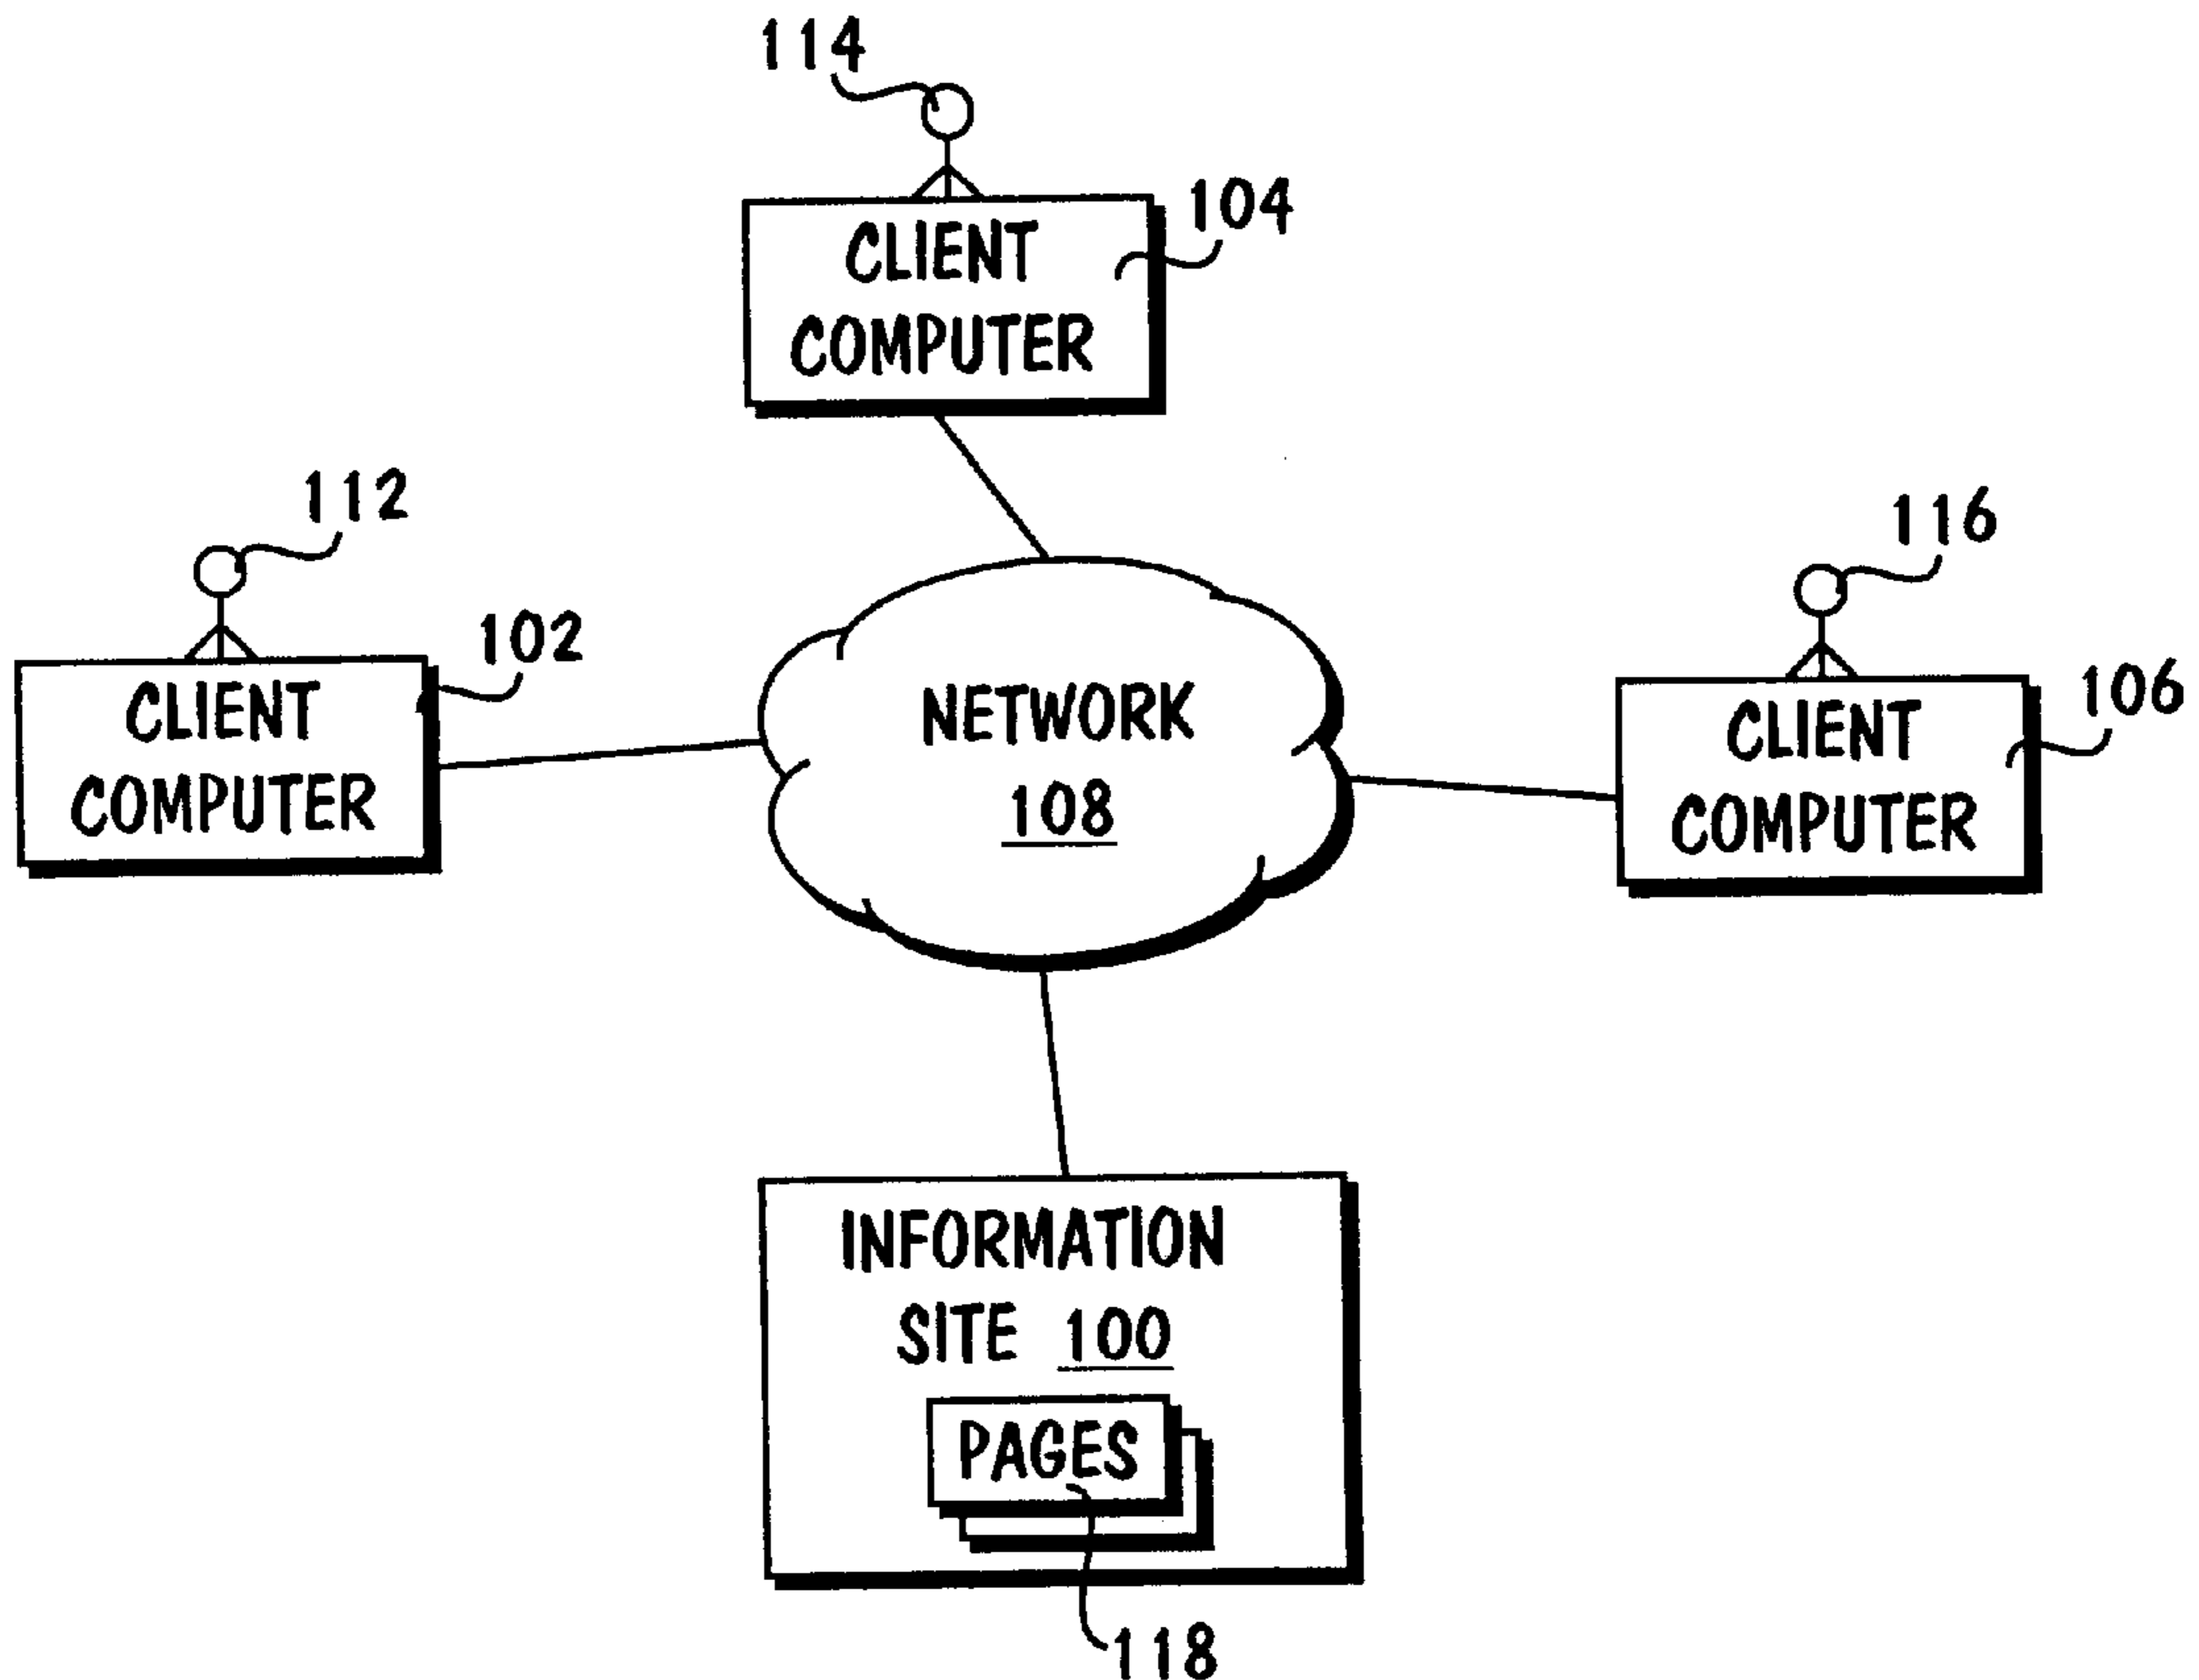 114
104
CLIENT
COMPUTER
112
116
102
CLIENT
COMPUTER
NETWORK
108
106
CLIENT
COMPUTER
INFORMATION
SITE 100
PAGES
118